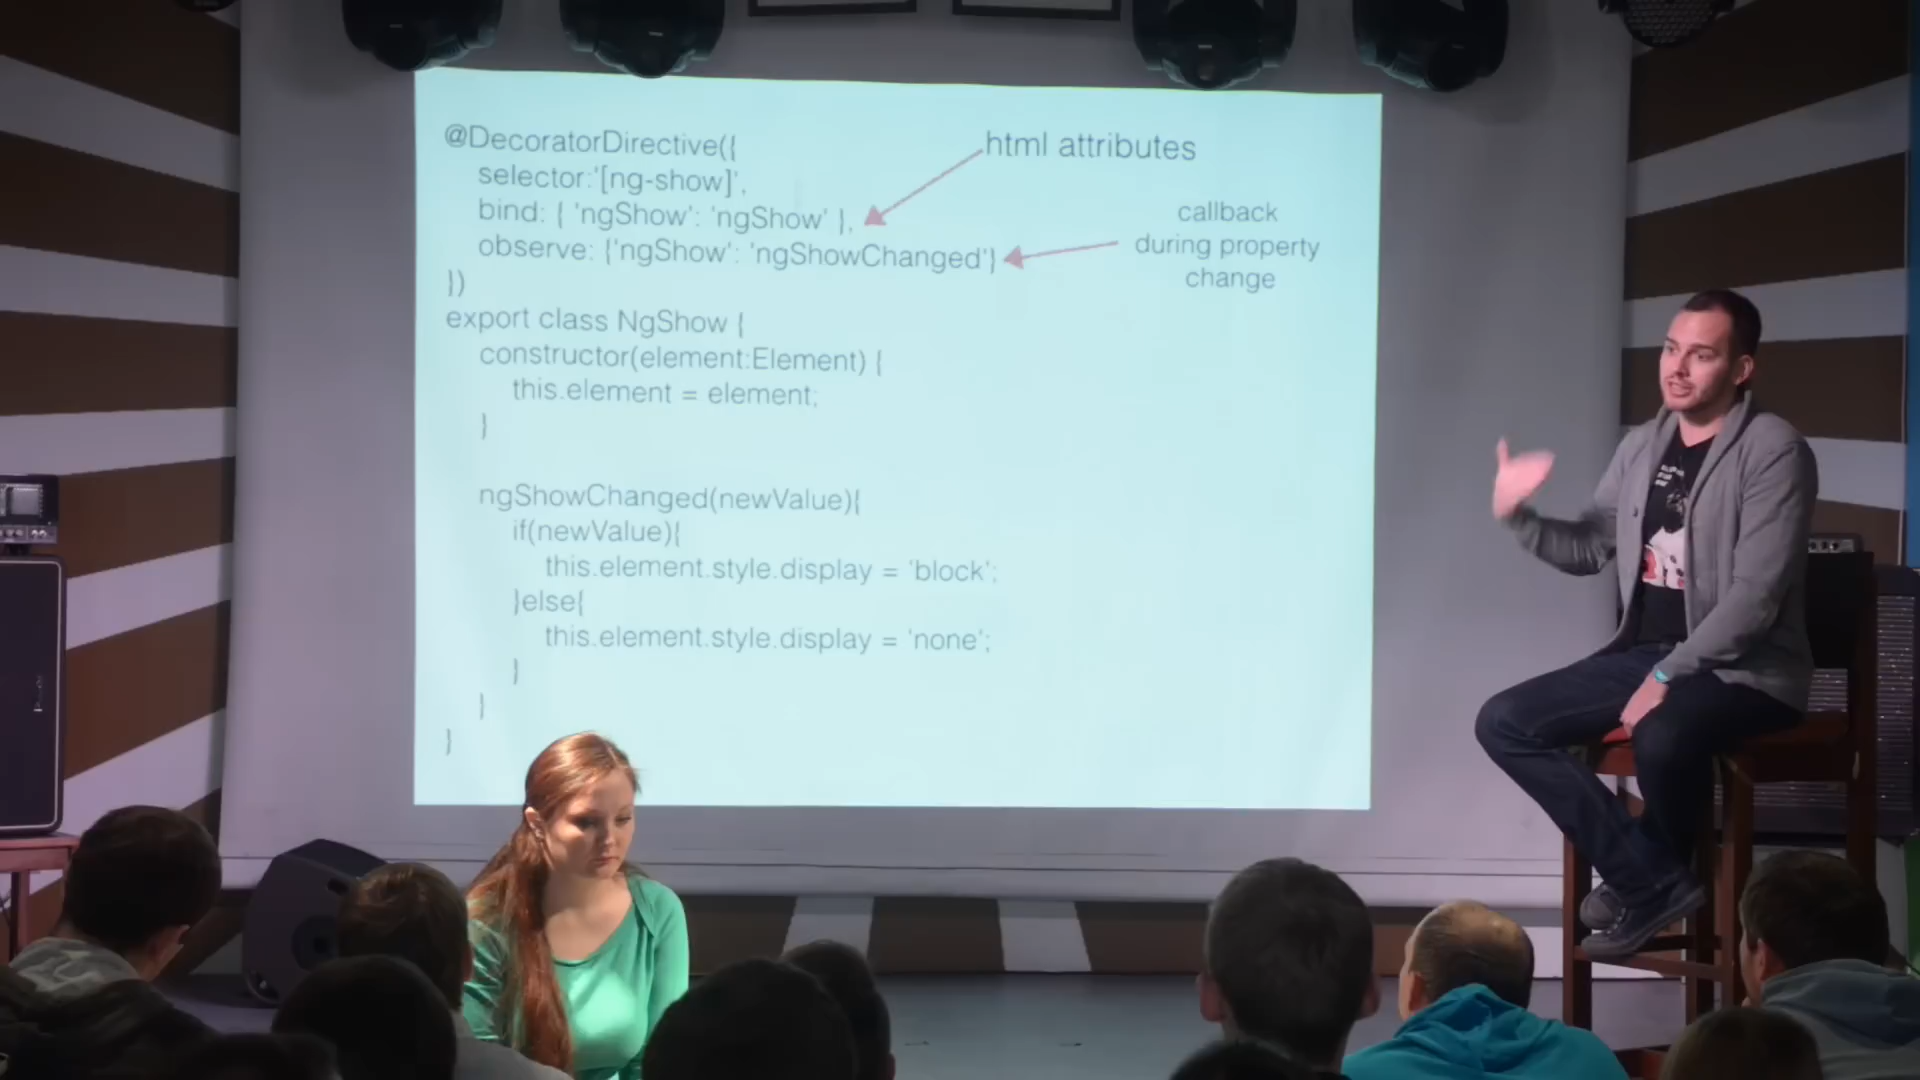 @DecoratorDirective({
selector:'[ng-show]',
bind: { 'ngShow': 'ngShow' },
observe: {'ngShow': 'ngShowChanged'}
})
export class NgShow {
constructor(element:Element) {
this.element = element;
}
ngShowChanged(newValue){
if(newValue){
this.element.style.display = 'block';
}else{
this.element.style.display = 'none';
}
}
}
html attributes
callback
during property
change